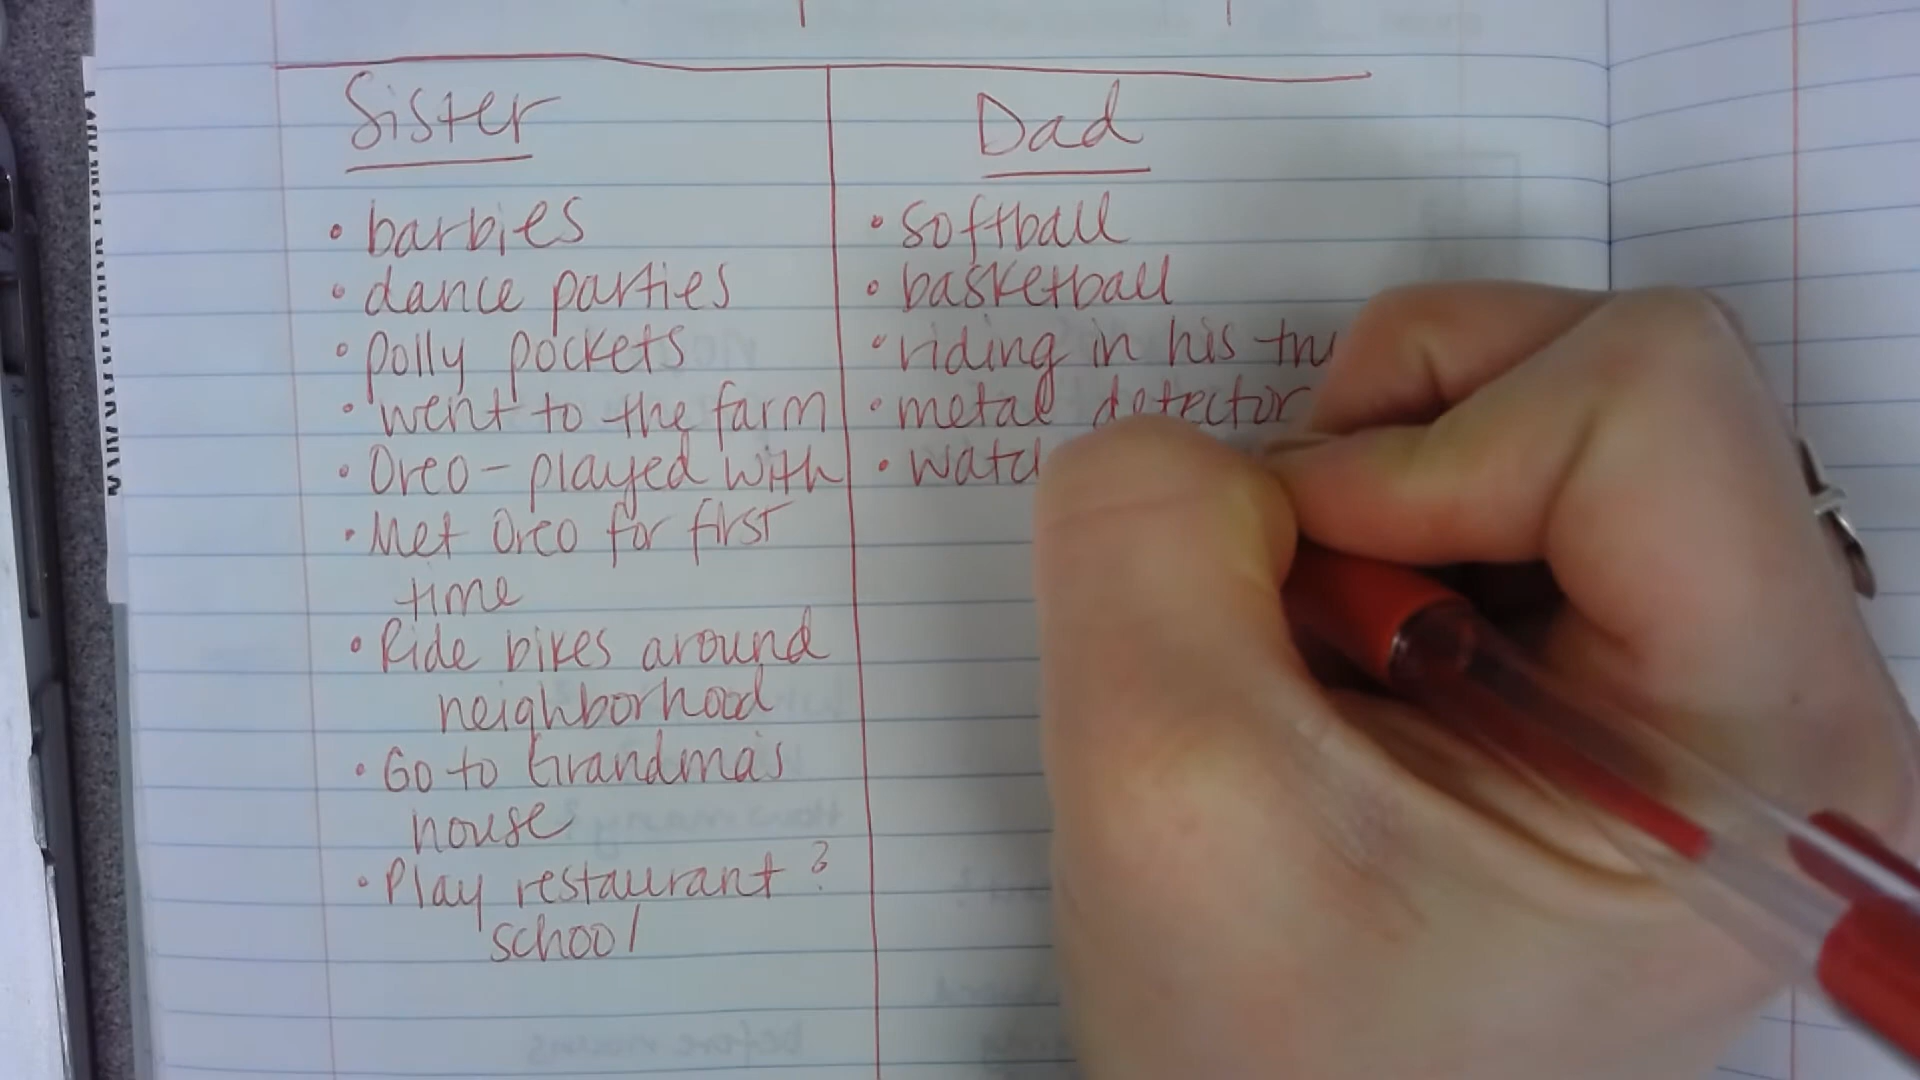 Sister
barbies
dance parties
polly pockets
went to the farm
Oreo - played with
Met Oreo for first
time
Ride bikes around
neighborhood
Go to Grandma's
house
Play restaurant &
school
Dad
softball
basketball
riding in his
metal detector